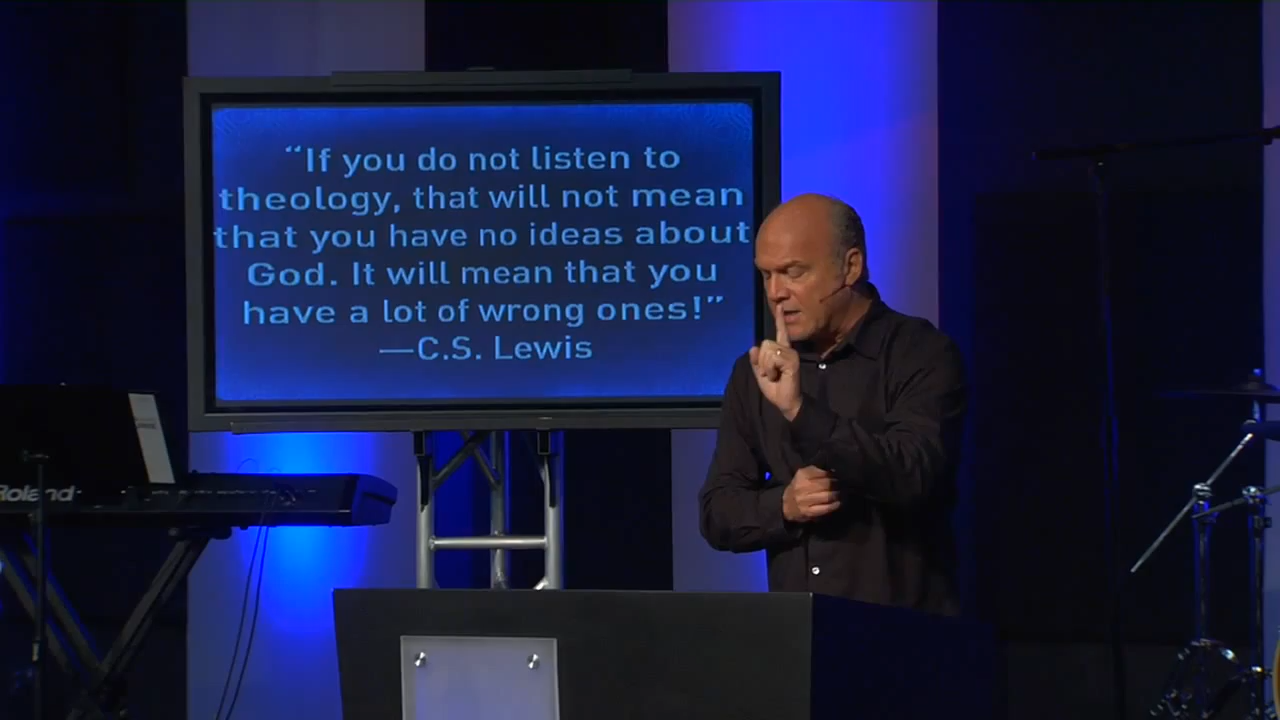 “If you do not listen to
theology, that will not mean
that you have no ideas about
God. It will mean that you
have a lot of wrong ones!”
—C.S. Lewis
Roland